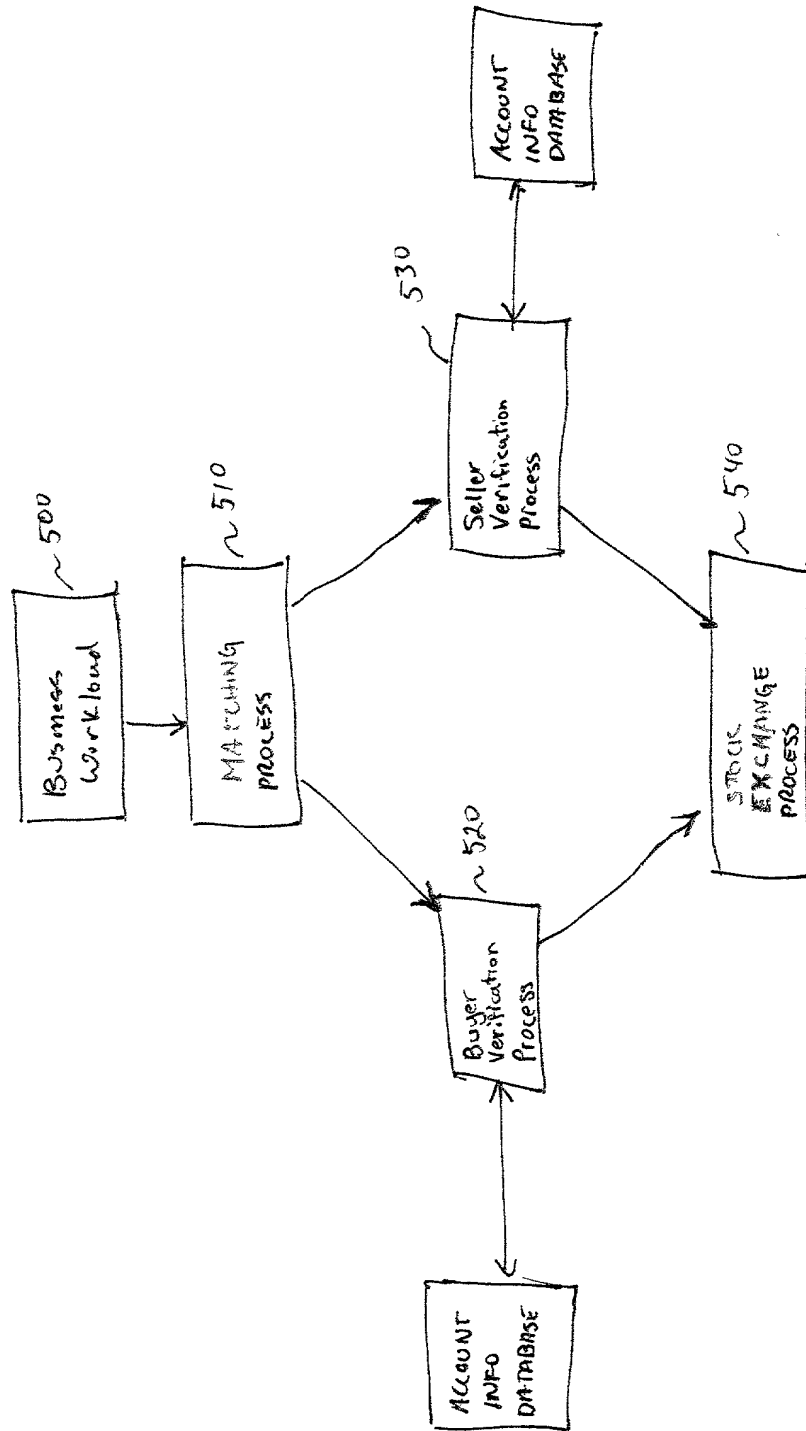 Business
Workload
~ 500
MATCHING
PROCESS
~ 510
Buyer
Verification
Process
~ 520
Seller
Verification
Process
~ 530
ACCOUNT
INFO
DATABASE
ACCOUNT
INFO
DATABASE
STOCK
EXCHANGE
PROCESS
~ 540